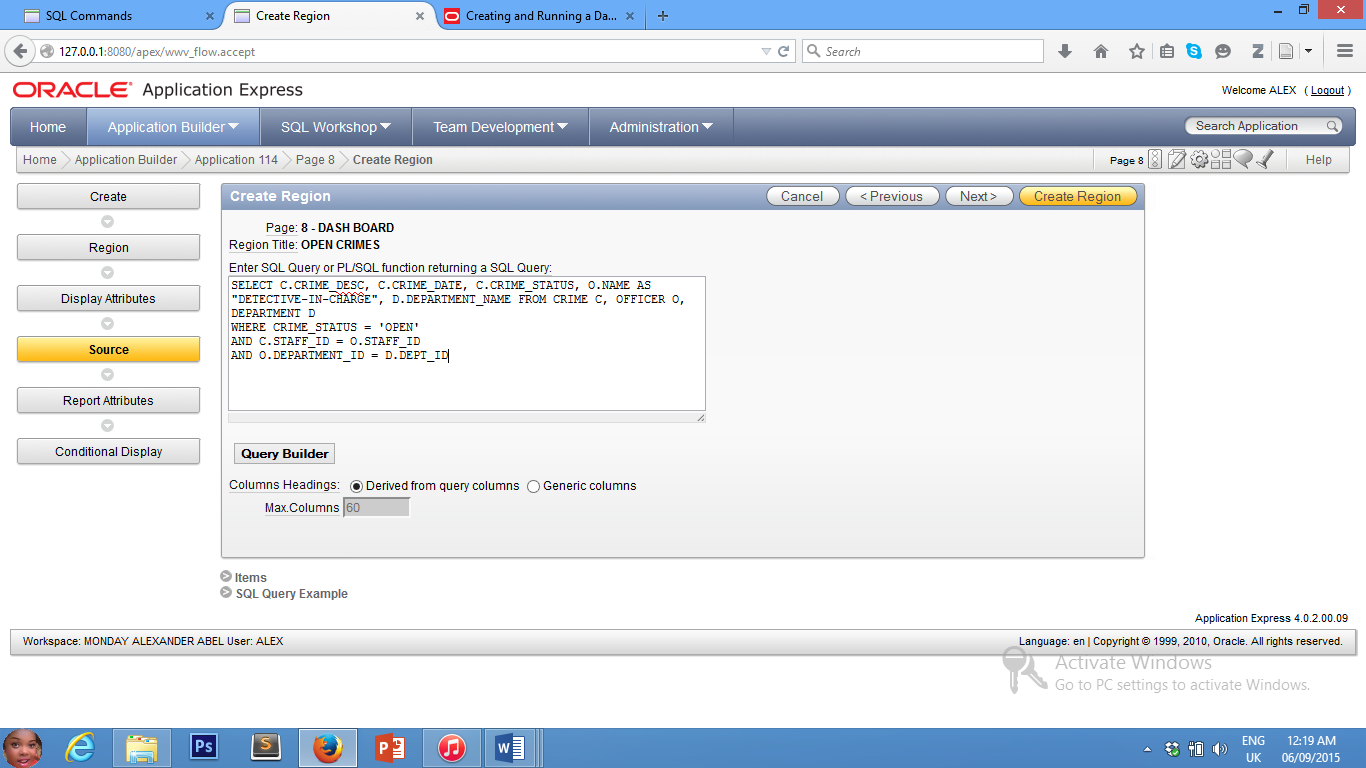 SQL Commands
Create Region
Creating and Running a Da...
127.0.0.1:8080/apex/wwv_flow.accept
Search
ORACLE Application Express
Welcome ALEX ( Logout )
Home
Application Builder
SQL Workshop
Team Development
Administration
Search Application
Home Application Builder Application 114 Page 8 Create Region
Page 8
Help
Create
Region
Display Attributes
Source
Report Attributes
Conditional Display
Create Region
Cancel
< Previous
Next >
Create Region
Page: 8 - DASH BOARD
Region Title: OPEN CRIMES
Enter SQL Query or PL/SQL function returning a SQL Query:
SELECT C.CRIME_DESC, C.CRIME_DATE, C.CRIME_STATUS, O.NAME AS
"DETECTIVE-IN-CHARGE", D.DEPARTMENT_NAME FROM CRIME C, OFFICER O,
DEPARTMENT D
WHERE CRIME_STATUS = 'OPEN'
AND C.STAFF_ID = O.STAFF_ID
AND O.DEPARTMENT_ID = D.DEPT_ID
Query Builder
Columns Headings: Derived from query columns Generic columns
Max.Columns 60
Items
SQL Query Example
Application Express 4.0.2.00.09
Workspace: MONDAY ALEXANDER ABEL User: ALEX
Language: en | Copyright © 1999, 2010, Oracle. All rights reserved.
Activate Windows
Go to PC settings to activate Windows.
Ps
S
P
W
ENG
UK
12:19 AM
06/09/2015